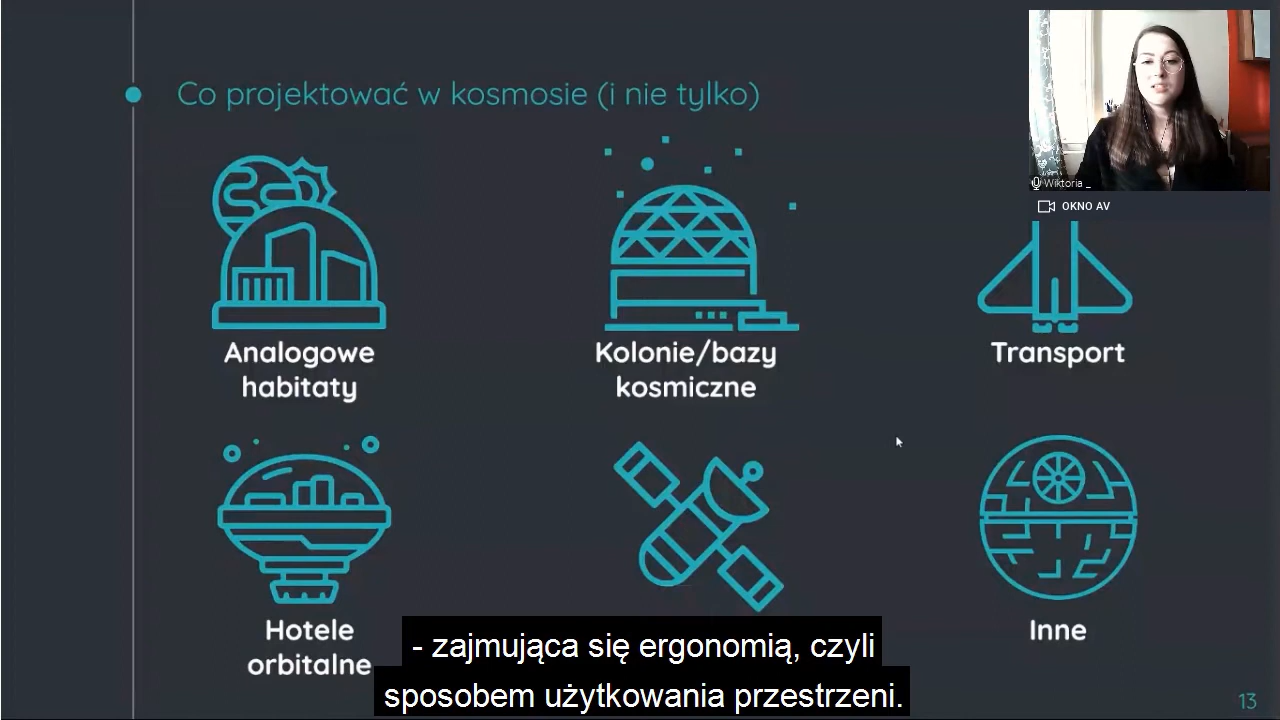 Co projektować w kosmosie (i nie tylko)
Wiktoria _
OKNO AV
Analogowe
habitaty
Kolonie/bazy
kosmiczne
Transport
Hotele
orbitalne
Inne
- zajmująca się ergonomią, czyli
sposobem użytkowania przestrzeni.
13